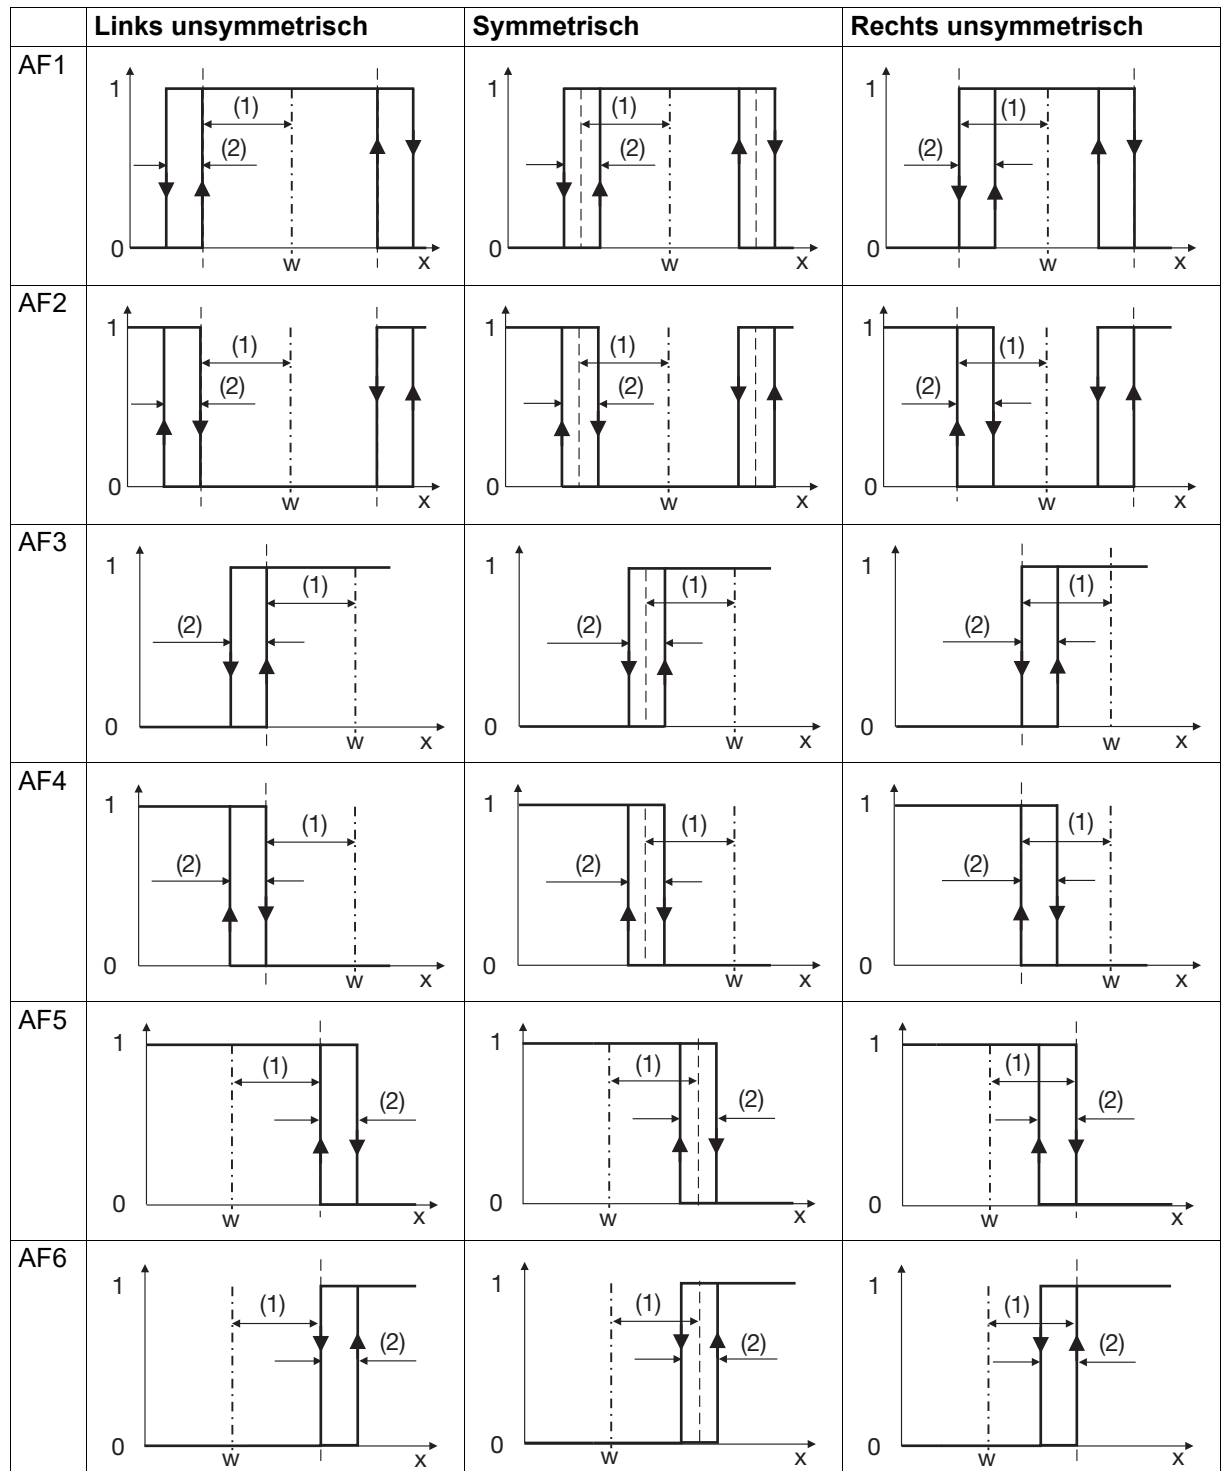 Links unsymmetrisch Symmetrisch Rechts unsymmetrisch
AF1
1 (1) (2) 0 w x
1 (1) (2) 0 w x
1 (1) (2) 0 w x
AF2
1 (1) (2) 0 w x
1 (1) (2) 0 w x
1 (1) (2) 0 w x
AF3
1 (1) (2) 0 w x
1 (1) (2) 0 w x
1 (1) (2) 0 w x
AF4
1 (1) (2) 0 w x
1 (1) (2) 0 w x
1 (1) (2) 0 w x
AF5
1 (1) (2) 0 w x
1 (1) (2) 0 w x
1 (1) (2) 0 w x
AF6
1 (1) (2) 0 w x
1 (1) (2) 0 w x
1 (1) (2) 0 w x